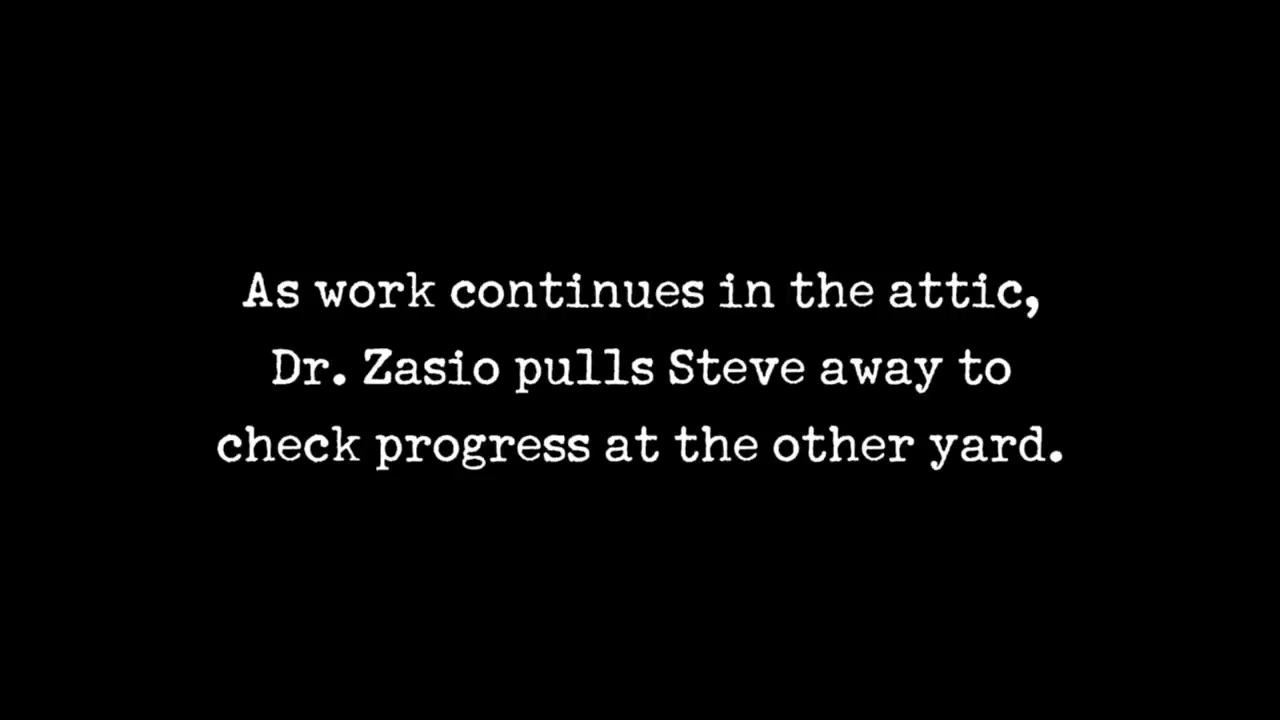 As work continues in the attic,
Dr. Zasio pulls Steve away to
check progress at the other yard.